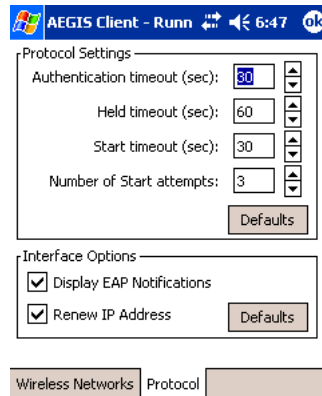 AEGIS Client - Runn 6:47 ok
Protocol Settings
Authentication timeout (sec): 30
Held timeout (sec): 60
Start timeout (sec): 30
Number of Start attempts: 3
Defaults
Interface Options
Display EAP Notifications
Renew IP Address Defaults
Wireless Networks Protocol